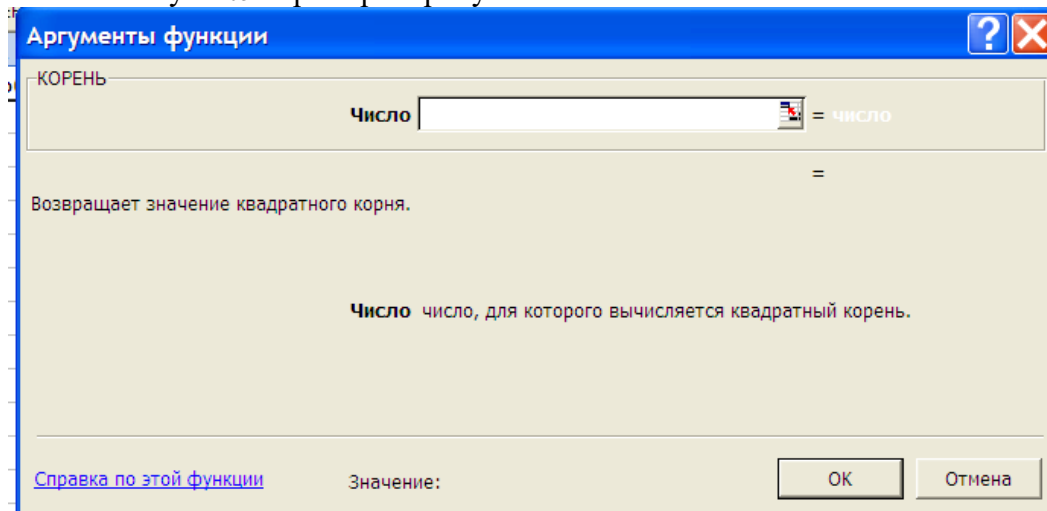 Аргументы функции
КОРЕНЬ
Число = число
=
Возвращает значение квадратного корня.
Число число, для которого вычисляется квадратный корень.
Справка по этой функции
Значение:
ОК
Отмена